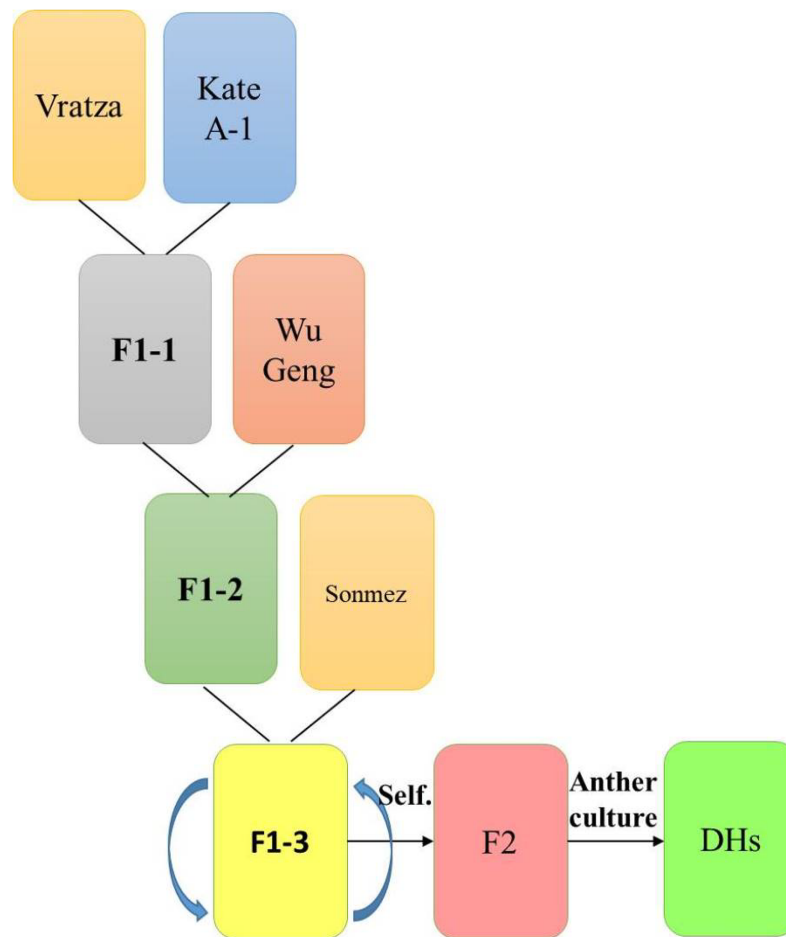 Vratza
Kate
A-1
F1-1
Wu
Geng
F1-2
Sonmez
F1-3
Self.
F2
Anther
culture
DHs